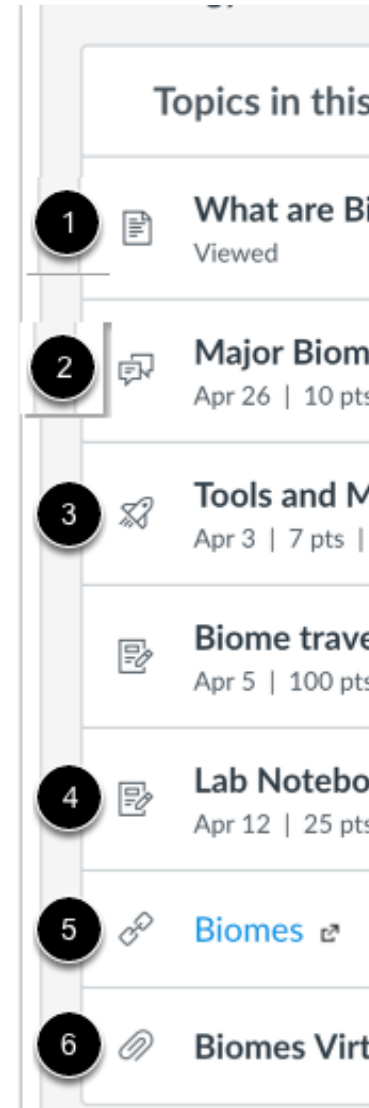 Topics in this
1
What are Bi
Viewed
2
Major Biom
Apr 26 | 10 pts
3
Tools and M
Apr 3 | 7 pts |
Biome trave
Apr 5 | 100 pts
4
Lab Notebo
Apr 12 | 25 pts
5
Biomes
6
Biomes Virt